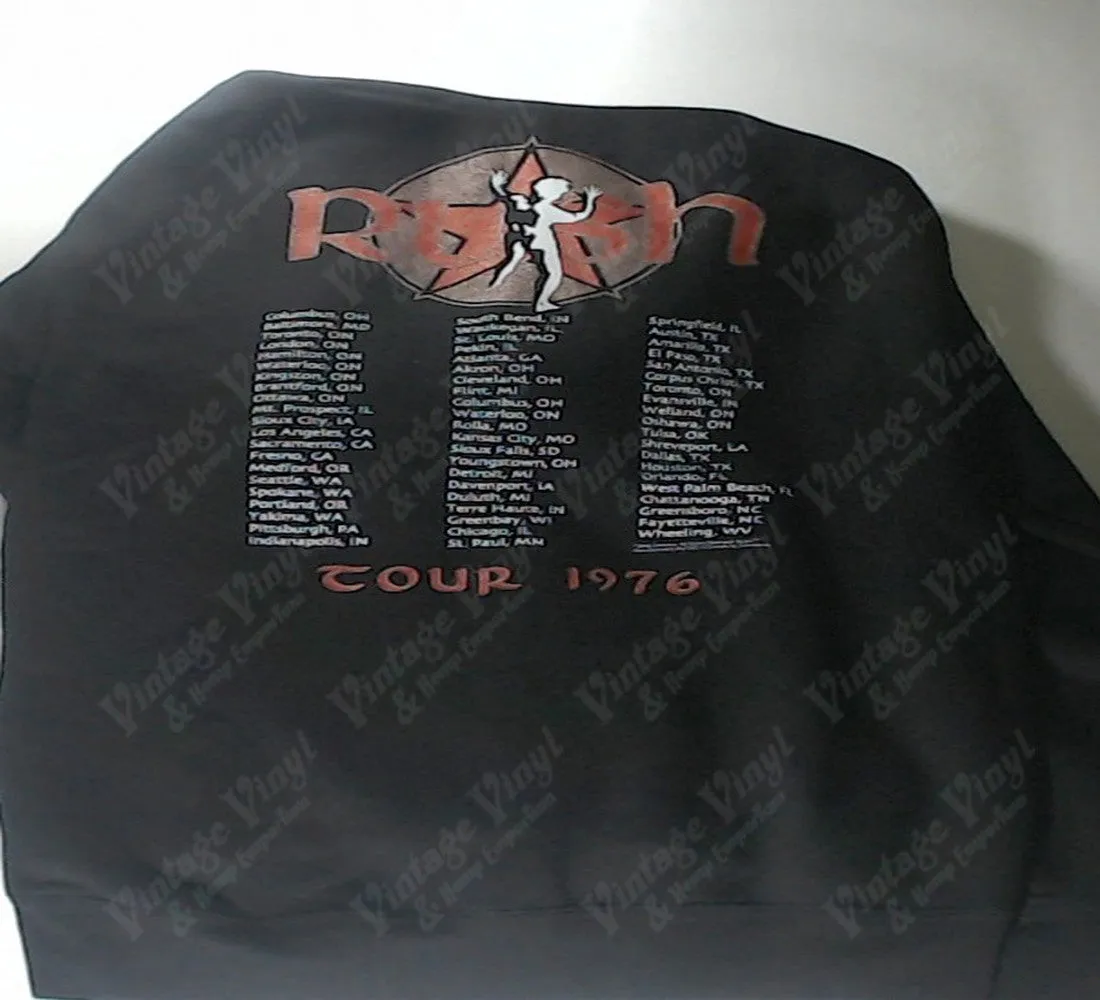 Rush
Columbus, OH
Baltimore, MD
Toronto, ON
London, ON
Hamilton, ON
Waterloo, ON
Kingston, ON
Brantford, ON
Ottawa, ON
Mt. Prospect, IL
Sioux City, IA
Los Angeles, CA
Sacramento, CA
Fresno, CA
Medford, OR
Seattle, WA
Spokane, WA
Portland, OR
Yakima, WA
Pittsburgh, PA
Indianapolis, IN
South Bend, IN
Waukegan, IL
St. Louis, MO
Pekin, IL
Atlanta, GA
Akron, OH
Cleveland, OH
Flint, MI
Columbus, OH
Waterloo, ON
Rolla, MO
Kansas City, MO
Sioux Falls, SD
Youngstown, OH
Detroit, MI
Davenport, IA
Duluth, MI
Terre Haute, IN
Greenbay, WI
Chicago, IL
St. Paul, MN
Springfield, IL
Austin, TX
Amarillo, TX
El Paso, TX
San Antonio, TX
Corpus Christi, TX
Toronto, ON
Evansville, IN
Welland, ON
Oshawa, ON
Tulsa, OK
Shreveport, LA
Dallas, TX
Houston, TX
Orlando, FL
West Palm Beach, FL
Chattanooga, TN
Greensboro, NC
Fayetteville, NC
Wheeling, WV
TOUR 1976
Vintage Vinyl
& Hemp Emporium